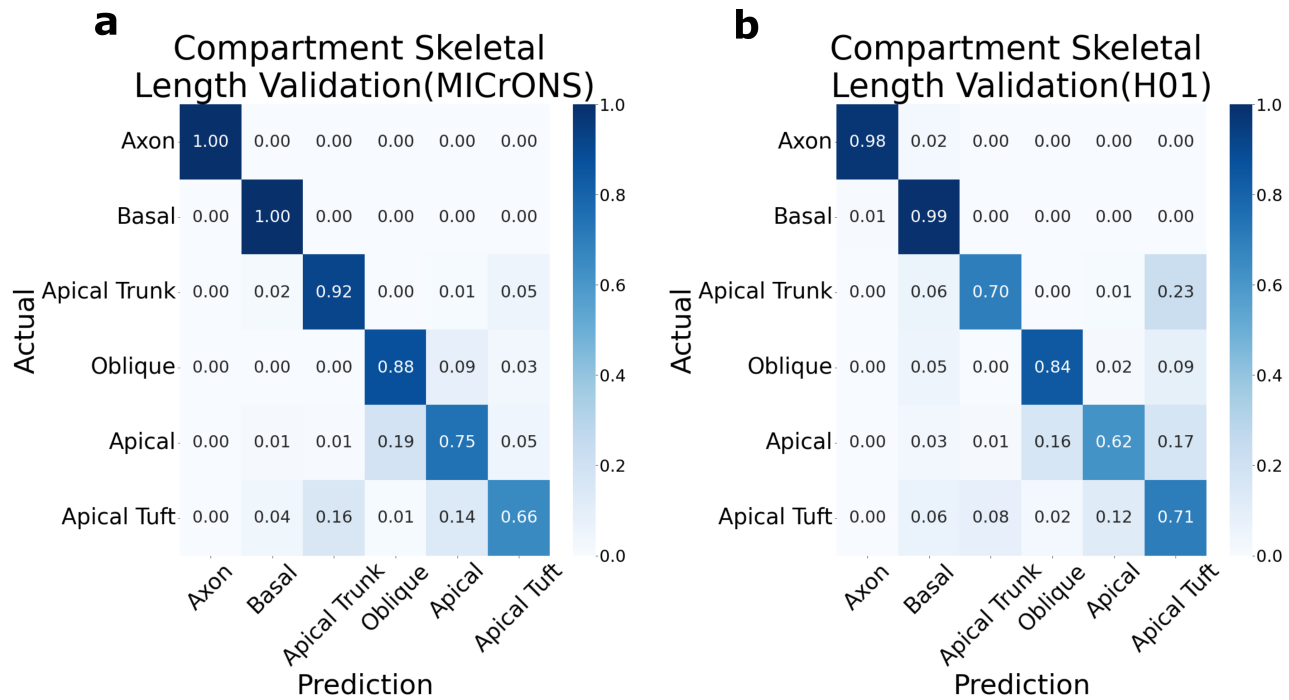 a
Compartment Skeletal
Length Validation(MICrONS)
Actual
Axon 1.00 0.00 0.00 0.00 0.00 0.00
Basal 0.00 1.00 0.00 0.00 0.00 0.00
Apical Trunk 0.00 0.02 0.92 0.00 0.01 0.05
Oblique 0.00 0.00 0.00 0.88 0.09 0.03
Apical 0.00 0.01 0.01 0.19 0.75 0.05
Apical Tuft 0.00 0.04 0.16 0.01 0.14 0.66
Axon Basal Apical Trunk Oblique Apical Apical Tuft
Prediction
1.0
0.8
0.6
0.4
0.2
0.0
b
Compartment Skeletal
Length Validation(H01)
Actual
Axon 0.98 0.02 0.00 0.00 0.00 0.00
Basal 0.01 0.99 0.00 0.00 0.00 0.00
Apical Trunk 0.00 0.06 0.70 0.00 0.01 0.23
Oblique 0.00 0.05 0.00 0.84 0.02 0.09
Apical 0.00 0.03 0.01 0.16 0.62 0.17
Apical Tuft 0.00 0.06 0.08 0.02 0.12 0.71
Axon Basal Apical Trunk Oblique Apical Apical Tuft
Prediction
1.0
0.8
0.6
0.4
0.2
0.0